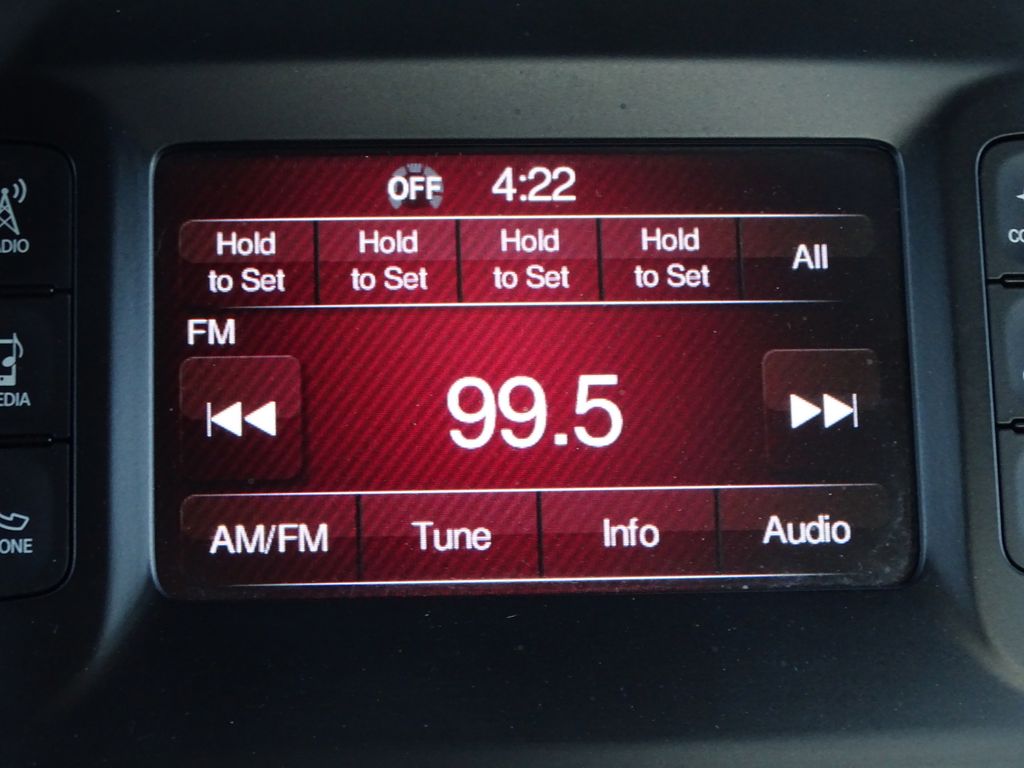 OFF 4:22
Hold to Set Hold to Set Hold to Set Hold to Set All
FM
99.5
AM/FM Tune Info Audio